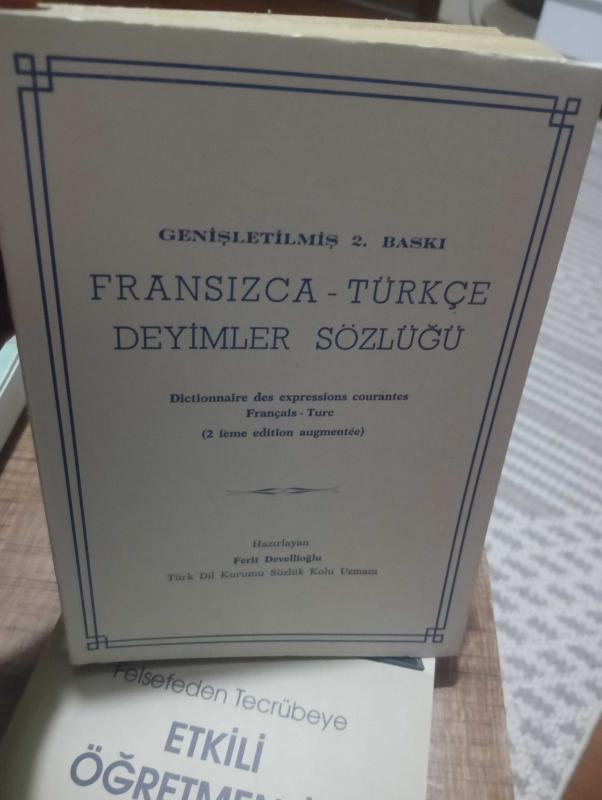 GENİŞLETİLMİŞ 2. BASKI
FRANSIZCA - TÜRKÇE
DEYİMLER SÖZLÜĞÜ
Dictionnaire des expressions courantes
Français - Turc
(2 ième edition augmentée)
Hazırlayan
Ferit Devellioğlu
Türk Dil Kurumu Sözlük Kolu Uzmanı
Felsefeden Tecrübeye
ETKİLİ